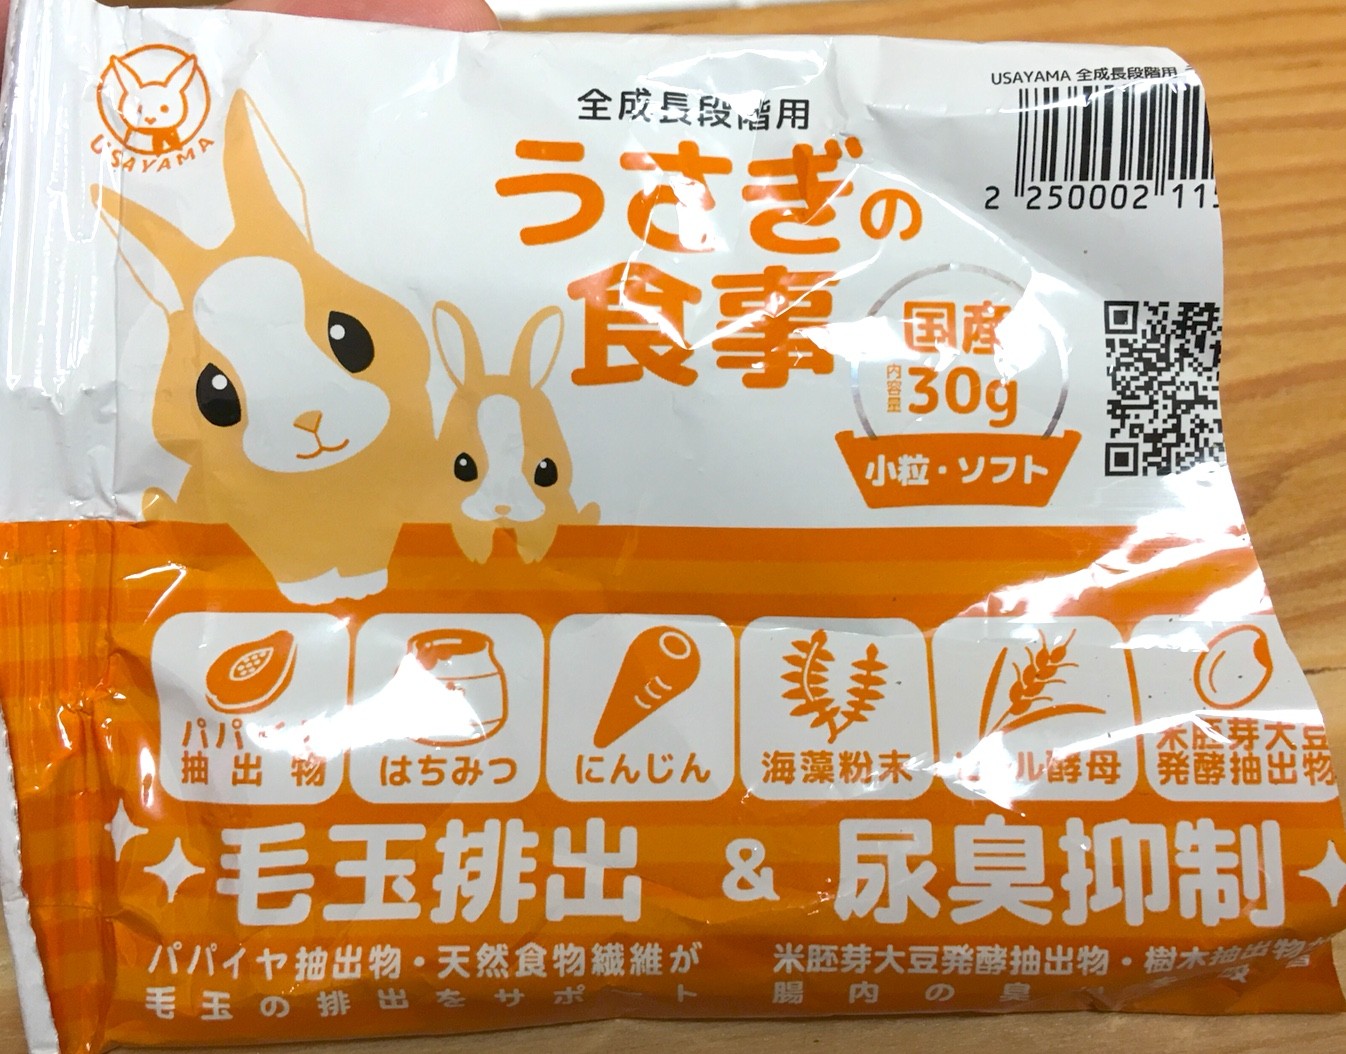 USAYAMA
全成長段階用
うさぎの
食事
USAYAMA 全成長段階用
2 250002 11
国産
内容量
30g
小粒・ソフト
抽出物
はちみつ
にんじん
海藻粉末
酵母
米胚芽大豆
発酵抽出物
毛玉排出 & 尿臭抑制
パパイヤ抽出物・天然食物繊維が
毛玉の排出をサポート
米胚芽大豆発酵抽出物・樹木抽出物が
腸内の臭